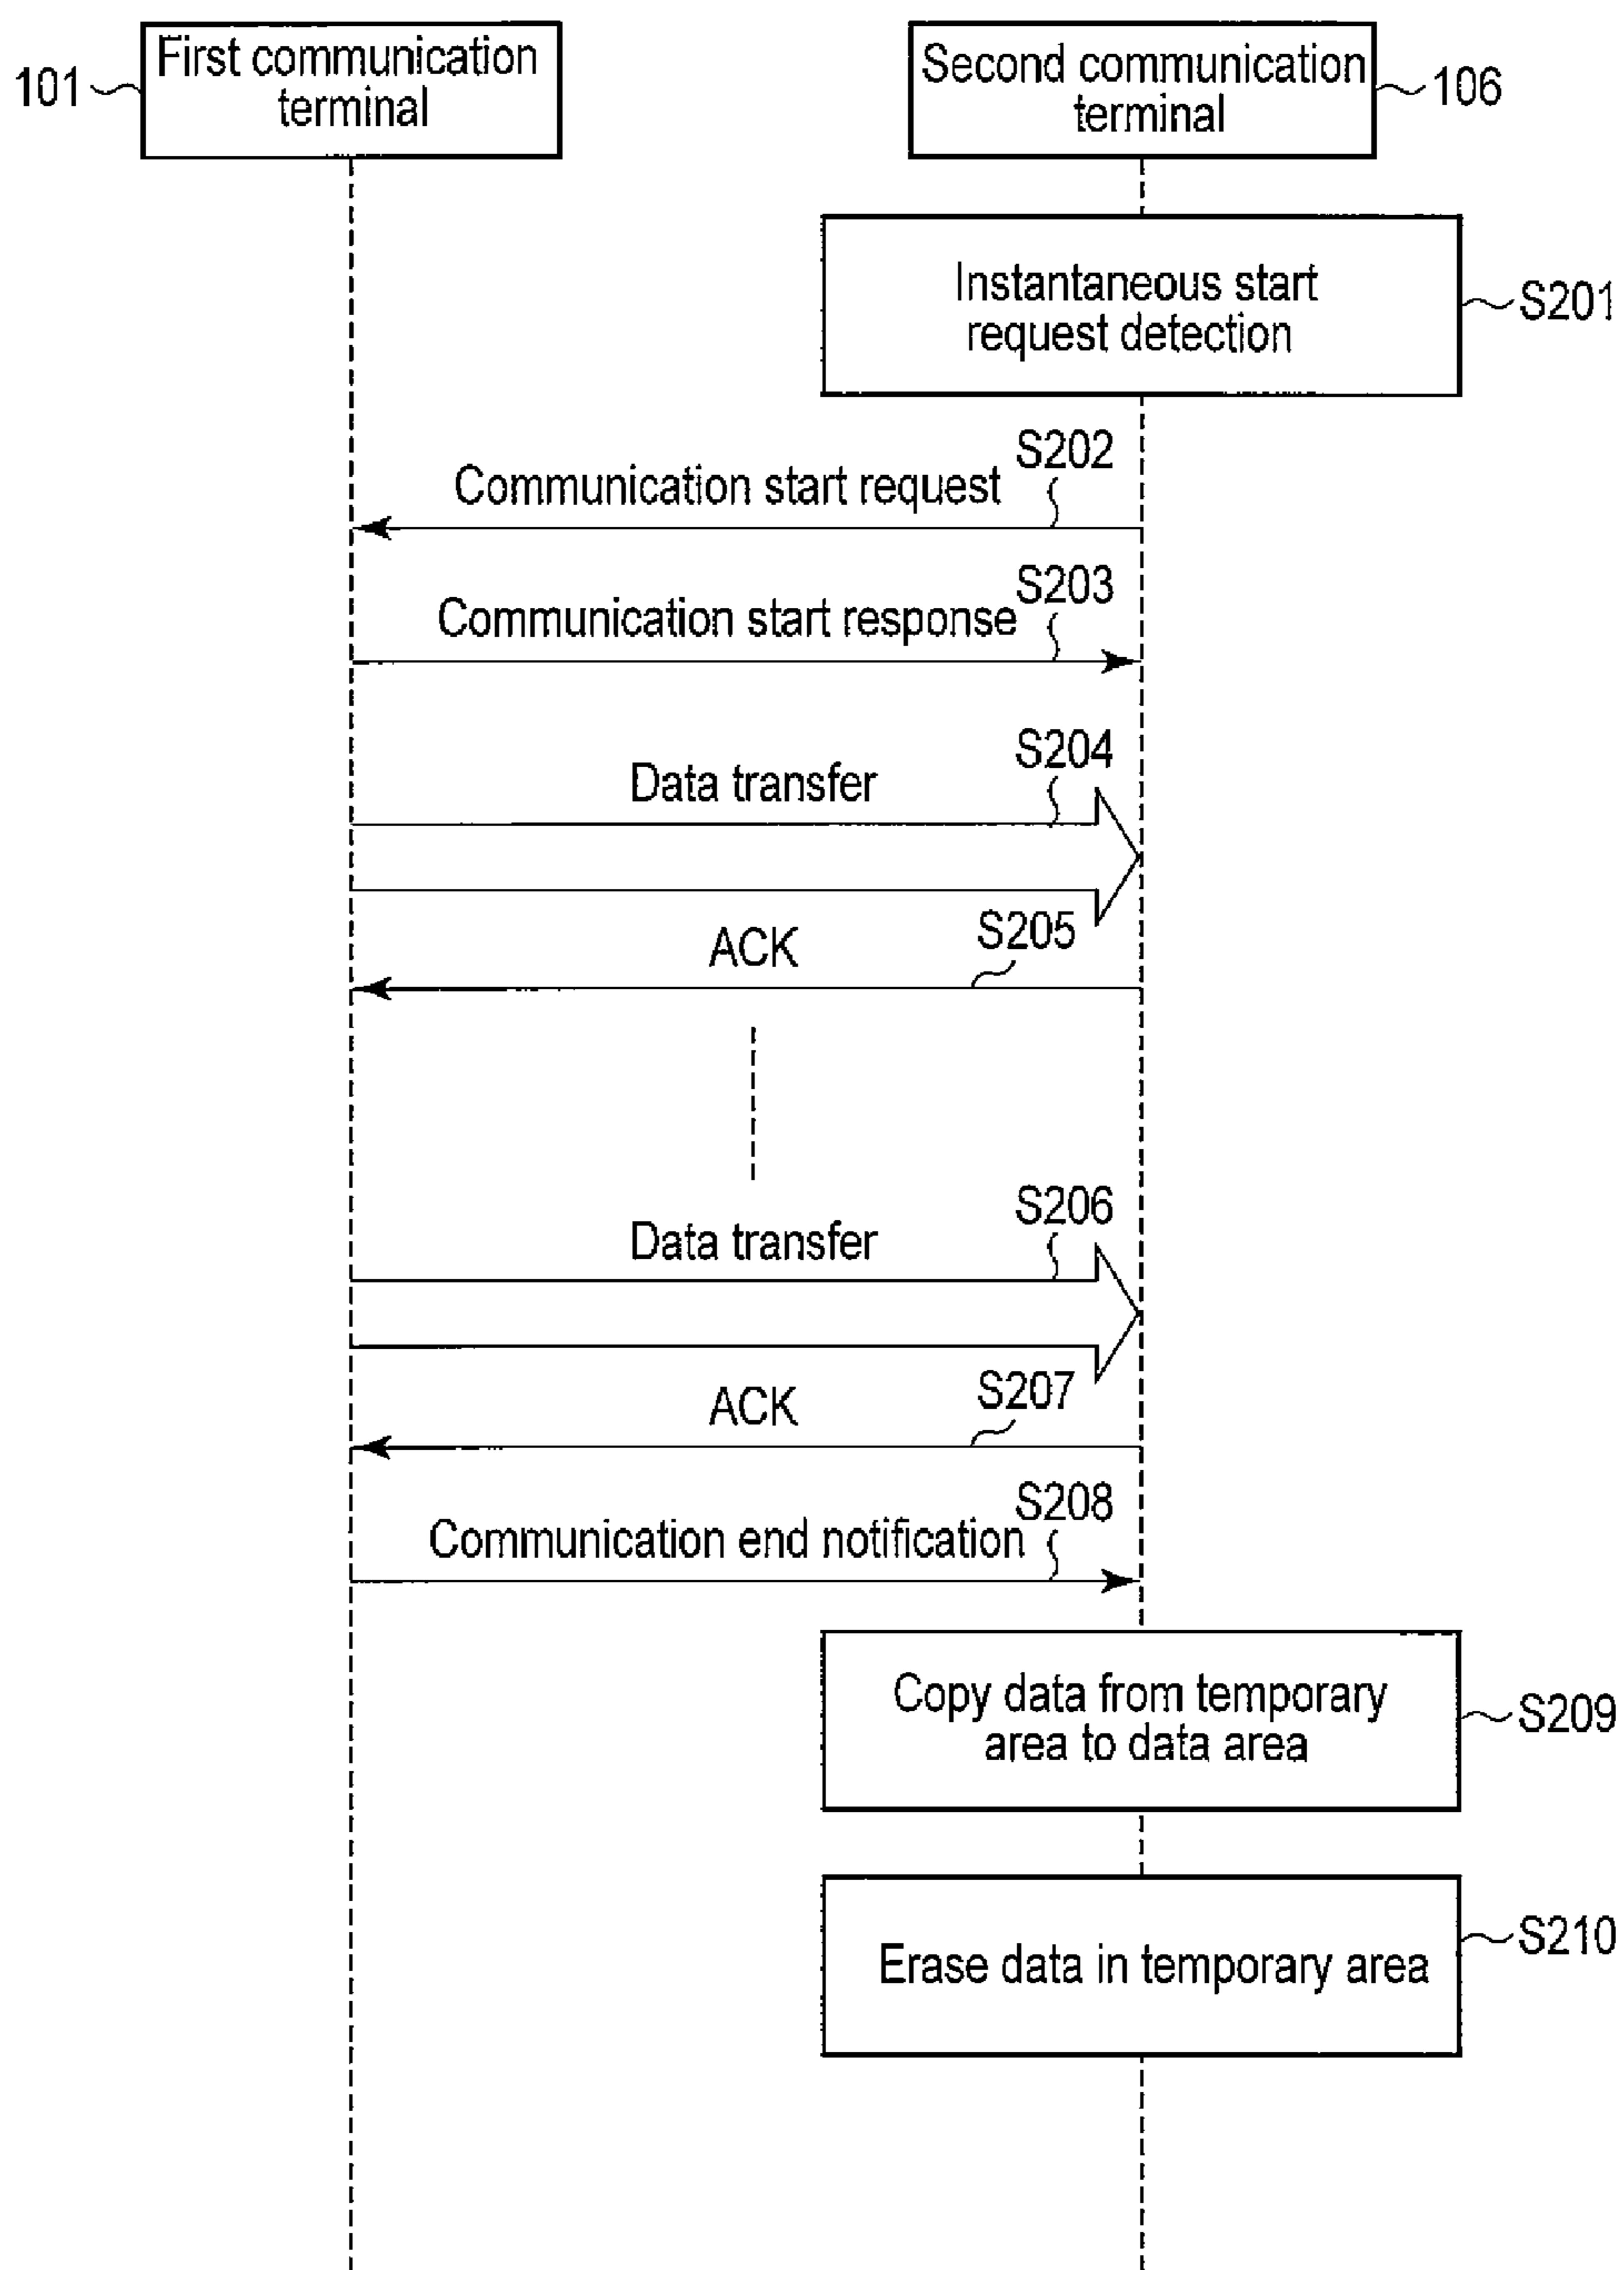 First communication
terminal
101
Second communication
terminal
106
Instantaneous start
request detection
S201
S202
Communication start request
S203
Communication start response
S204
Data transfer
S205
ACK
S206
Data transfer
S207
ACK
S208
Communication end notification
Copy data from temporary
area to data area
S209
Erase data in temporary area
S210